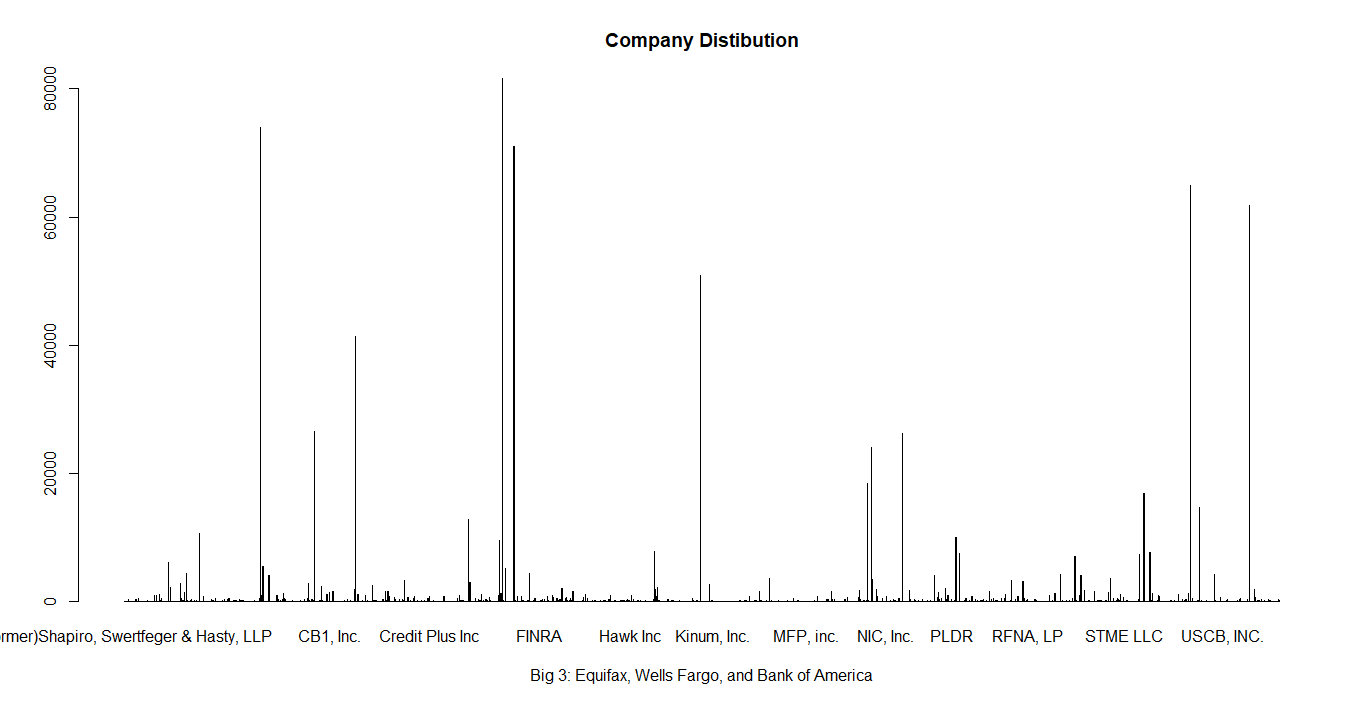 Company Distibution
80000
60000
40000
20000
0
ormer)Shapiro, Swertfeger & Hasty, LLP CB1, Inc. Credit Plus Inc FINRA Hawk Inc Kinum, Inc. MFP, inc. NIC, Inc. PLDR RFNA, LP STME LLC USCB, INC.
Big 3: Equifax, Wells Fargo, and Bank of America